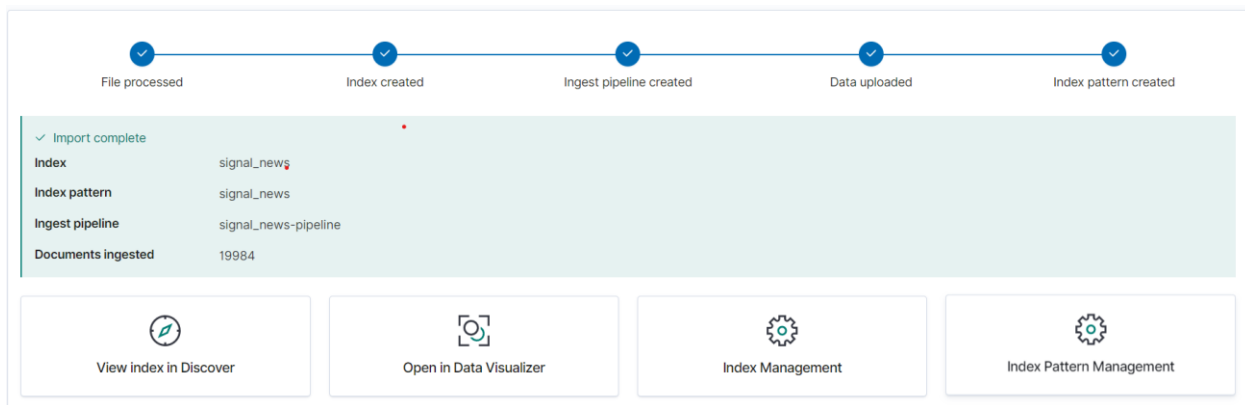 File processed
Index created
Ingest pipeline created
Data uploaded
Index pattern created
Import complete
Index signal_news
Index pattern signal_news
Ingest pipeline signal_news-pipeline
Documents ingested 19984
View index in Discover
Open in Data Visualizer
Index Management
Index Pattern Management